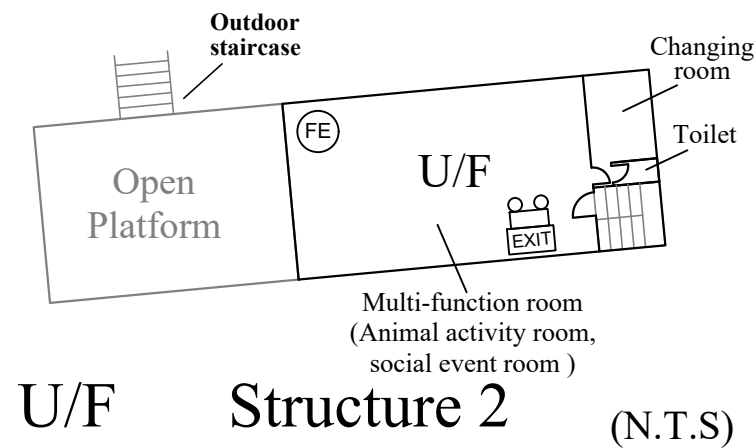 Outdoor
staircase
Changing
room
FE
Toilet
U/F
Open
Platform
EXIT
Multi-function room
(Animal activity room,
social event room )
U/F Structure 2 (N.T.S)